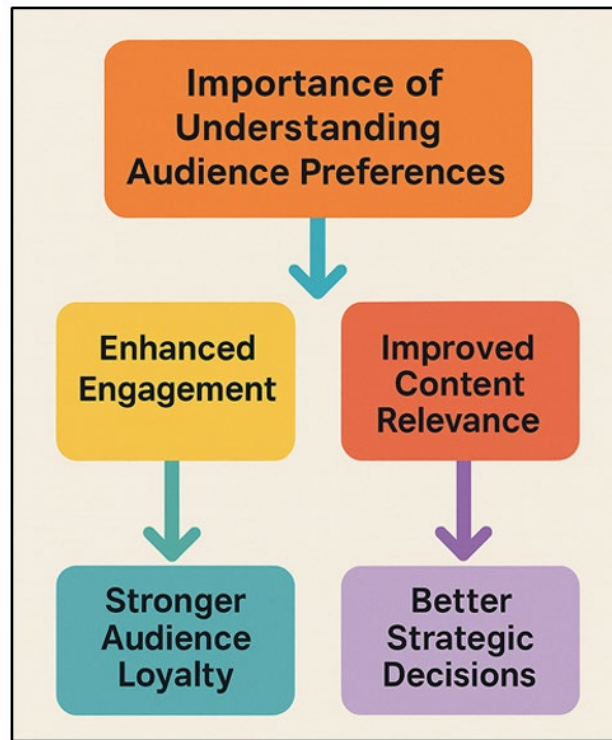 Importance of
Understanding
Audience Preferences
Enhanced
Engagement
Improved
Content
Relevance
Stronger
Audience
Loyalty
Better
Strategic
Decisions